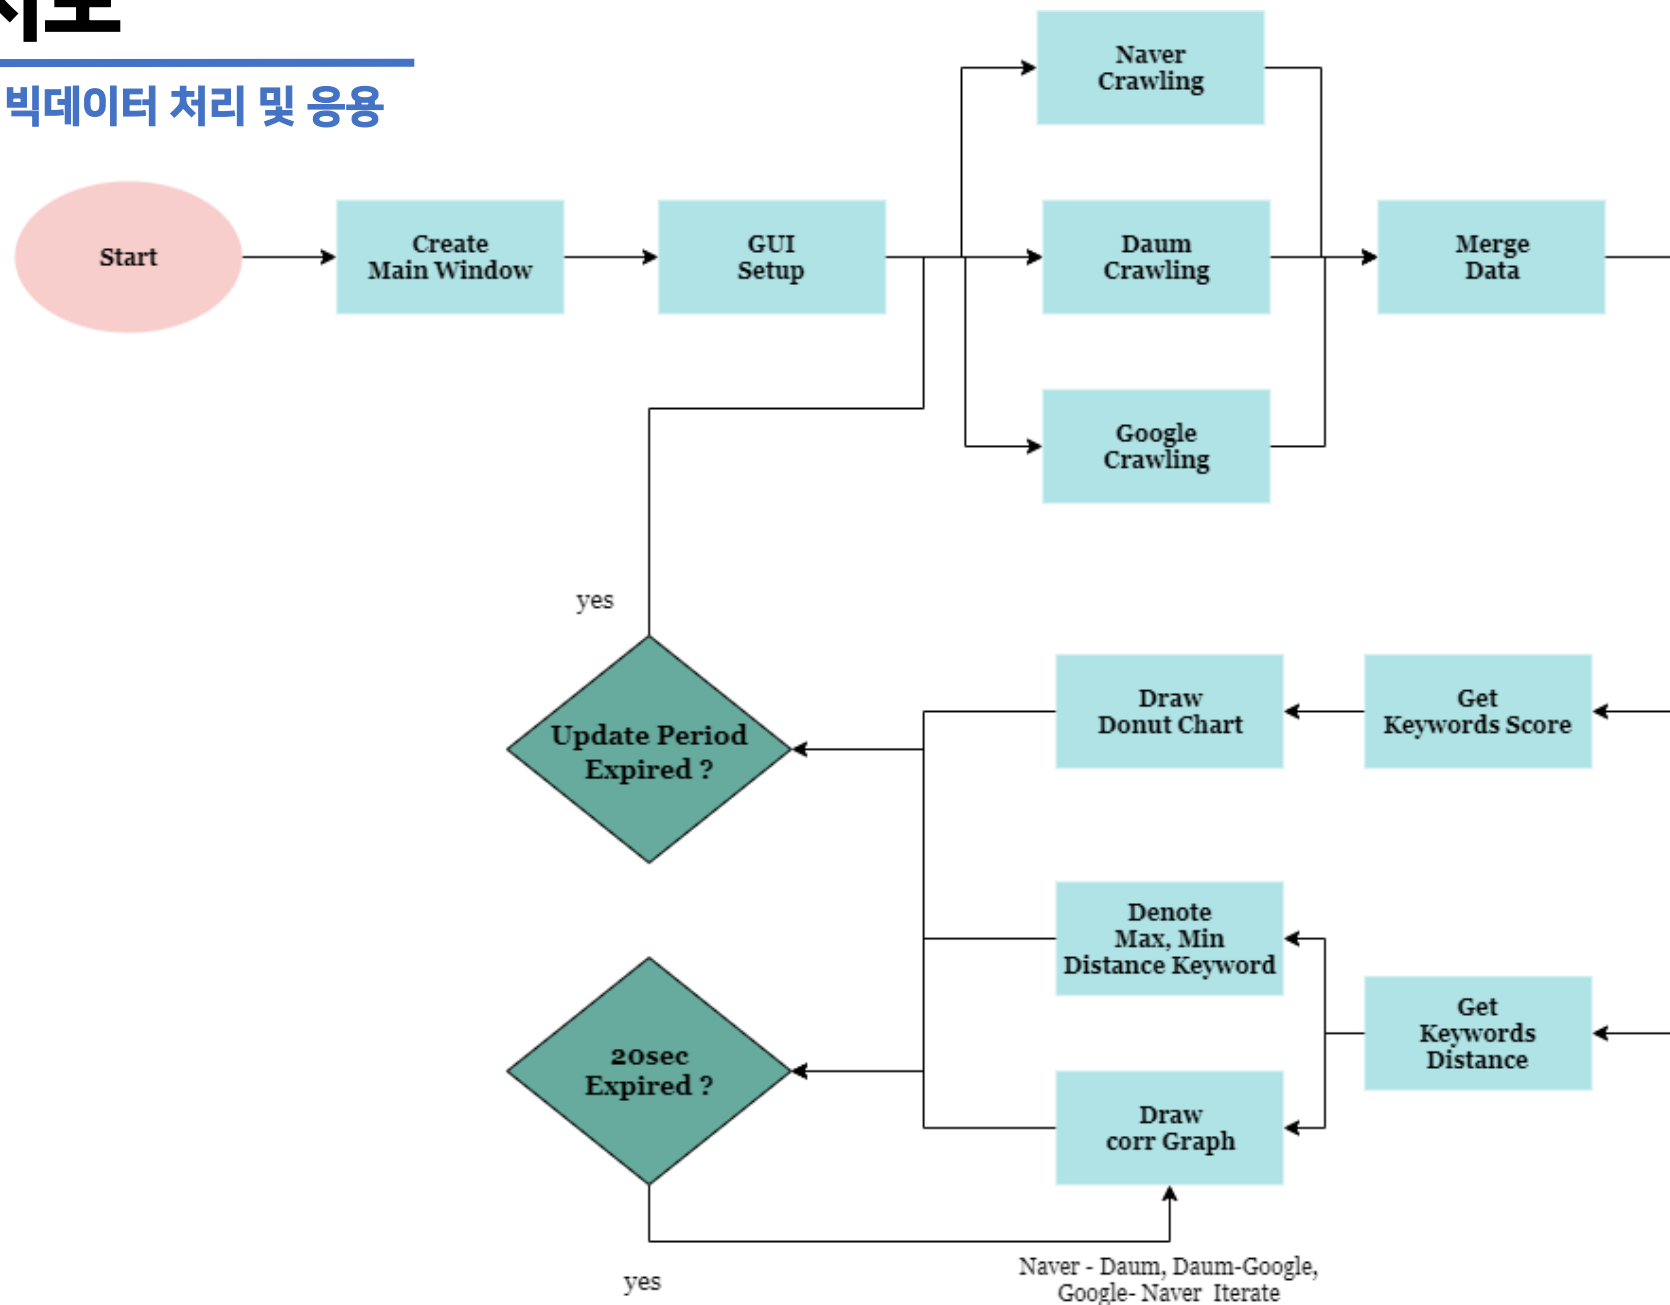 빅데이터 처리 및 응용
Naver
Crawling
Start
Create
Main Window
GUI
Setup
Daum
Crawling
Merge
Data
Google
Crawling
yes
Update Period
Expired ?
Draw
Donut Chart
Get
Keywords Score
Denote
Max, Min
Distance Keyword
Get
Keywords
Distance
20sec
Expired ?
Draw
corr Graph
yes
Naver - Daum, Daum-Google,
Google- Naver Iterate